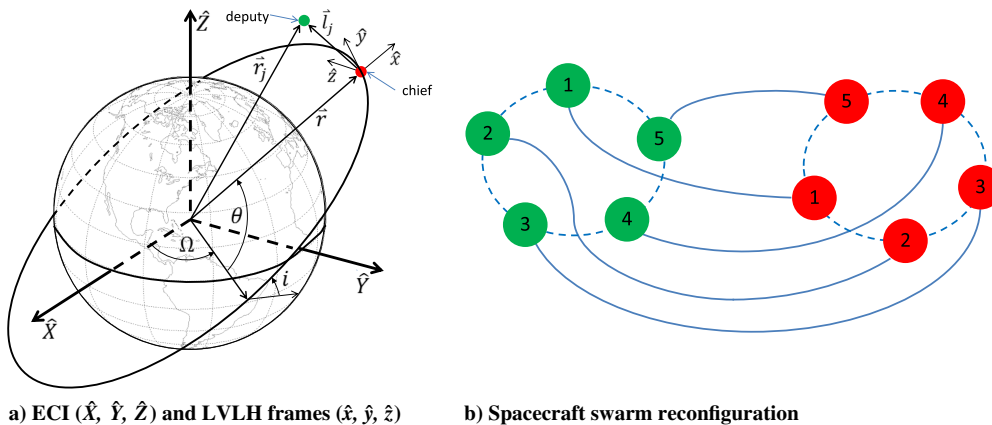 Ẑ
deputy
l⃗ⱼ
ŷ
x̂
ẑ
chief
r⃗ⱼ
r⃗
θ
Ω
i
X̂
Ŷ
1
2
3
4
5
5
4
3
1
2
a) ECI (X̂, Ŷ, Ẑ) and LVLH frames (x̂, ŷ, ẑ)
b) Spacecraft swarm reconfiguration